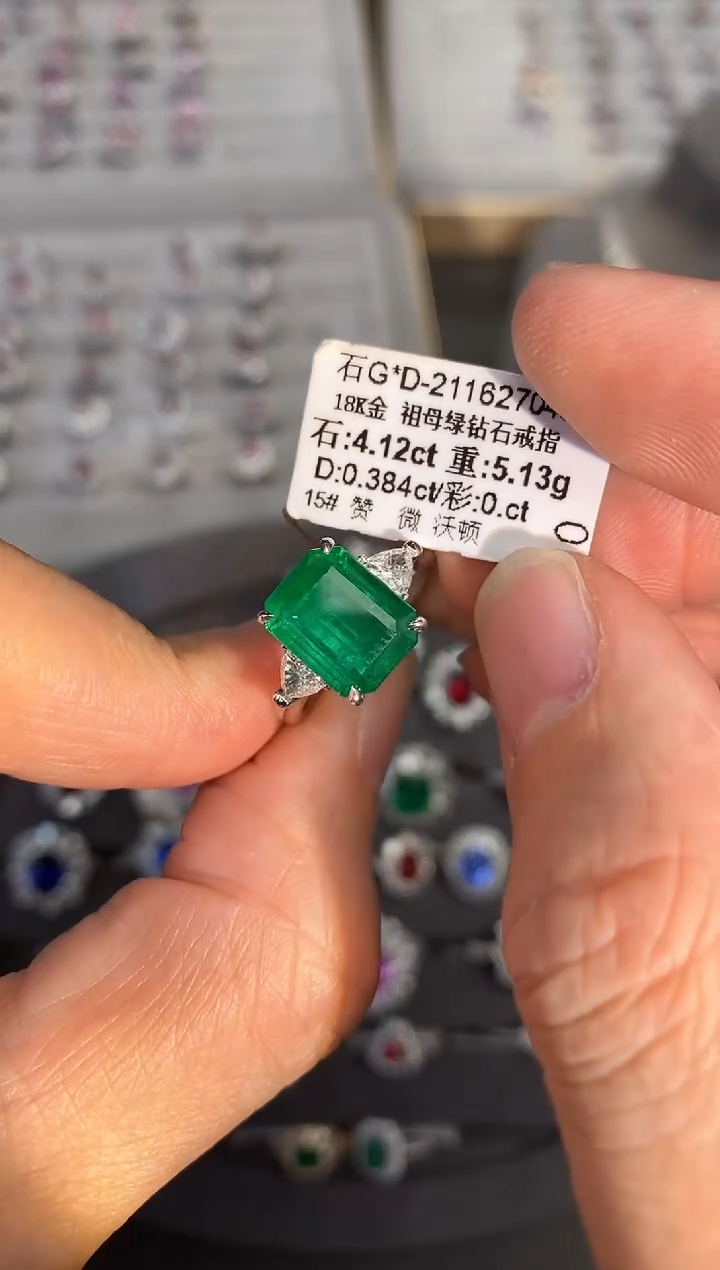 石G*D-21162704
18K金 祖母绿钻石戒指
石:4.12ct 重:5.13g
D:0.384ct/彩:0.ct
15# 赞 微 沃顿